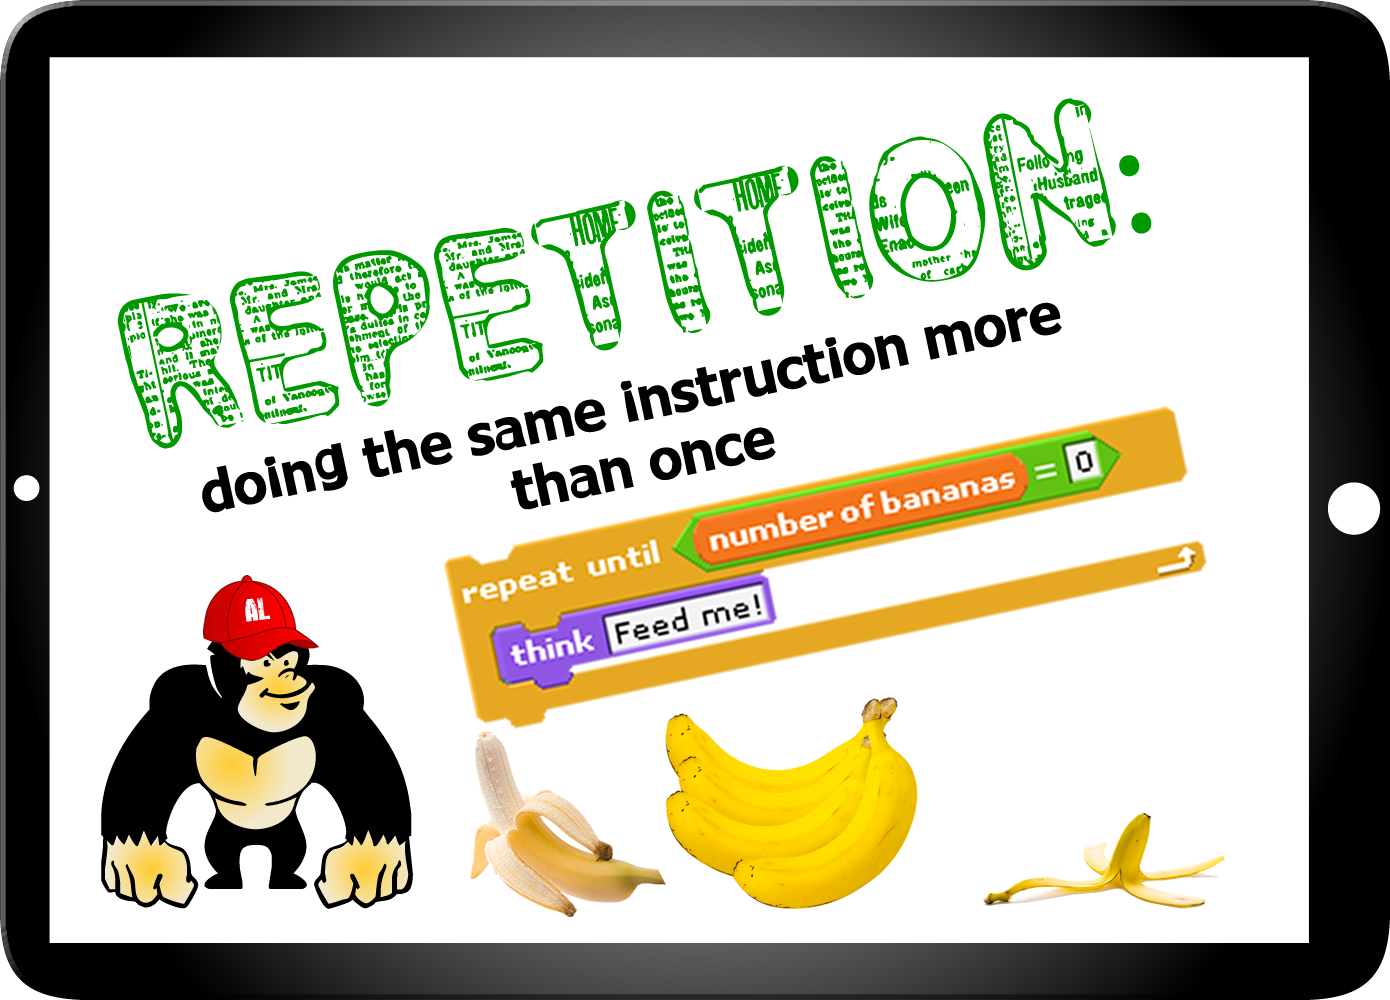 REPETITION:
doing the same instruction more
than once
repeat until number of bananas = 0
think Feed me!
AL